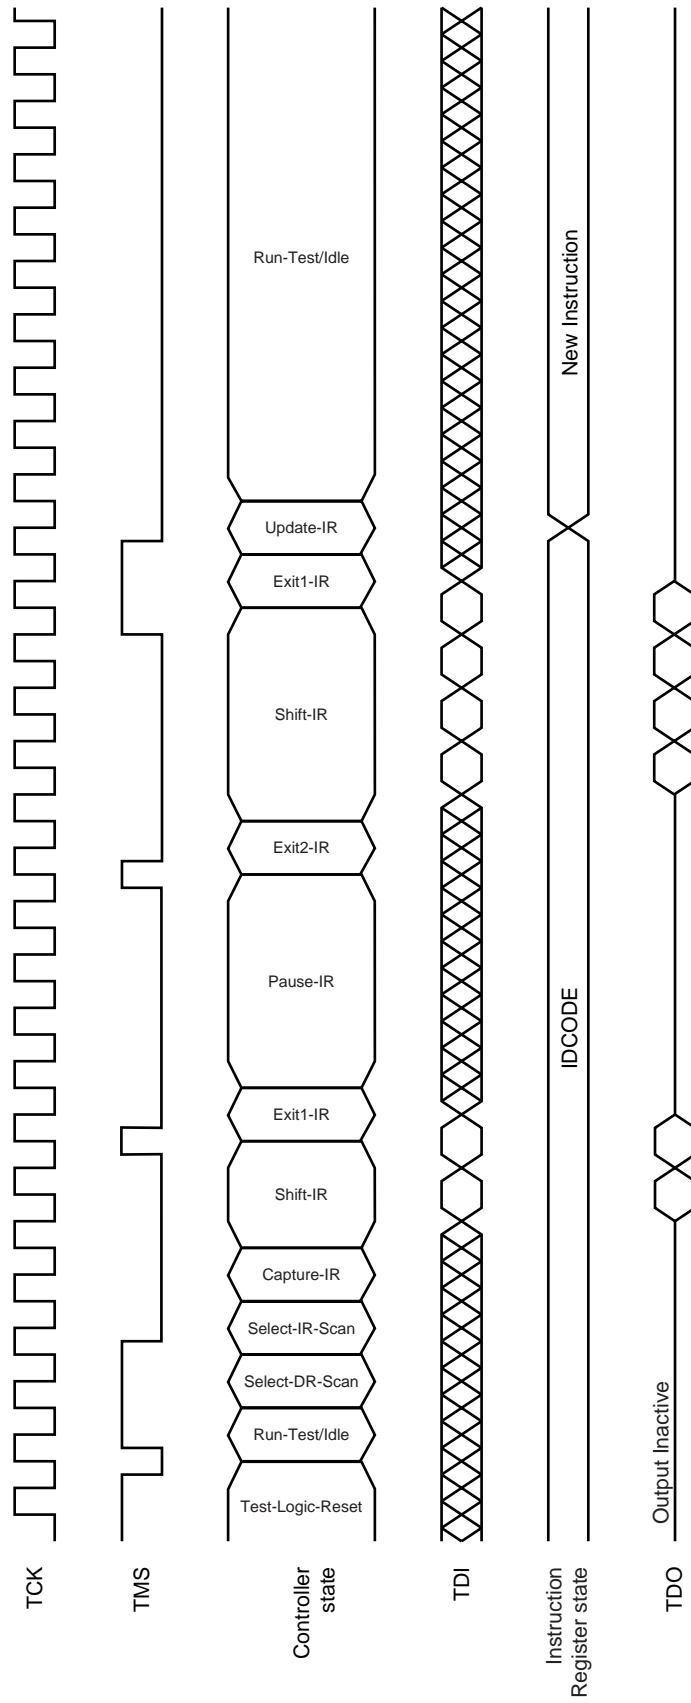 TCK
TMS
Controller
state
Test-Logic-Reset
Run-Test/Idle
Select-DR-Scan
Select-IR-Scan
Capture-IR
Shift-IR
Exit1-IR
Pause-IR
Exit2-IR
Shift-IR
Exit1-IR
Update-IR
Run-Test/Idle
TDI
Instruction
Register state
IDCODE
New Instruction
TDO
Output Inactive